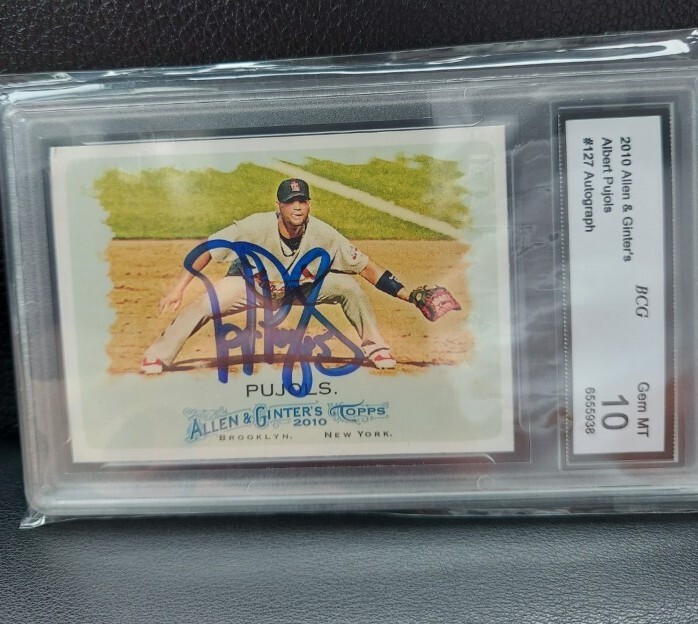 PUJOLS.
ALLEN & GINTER'S TOPPS
2010
BROOKLYN. NEW YORK.
2010 Allen & Ginter's
Albert Pujols
#127 Autograph
BCG
Gem MT
10
6555938